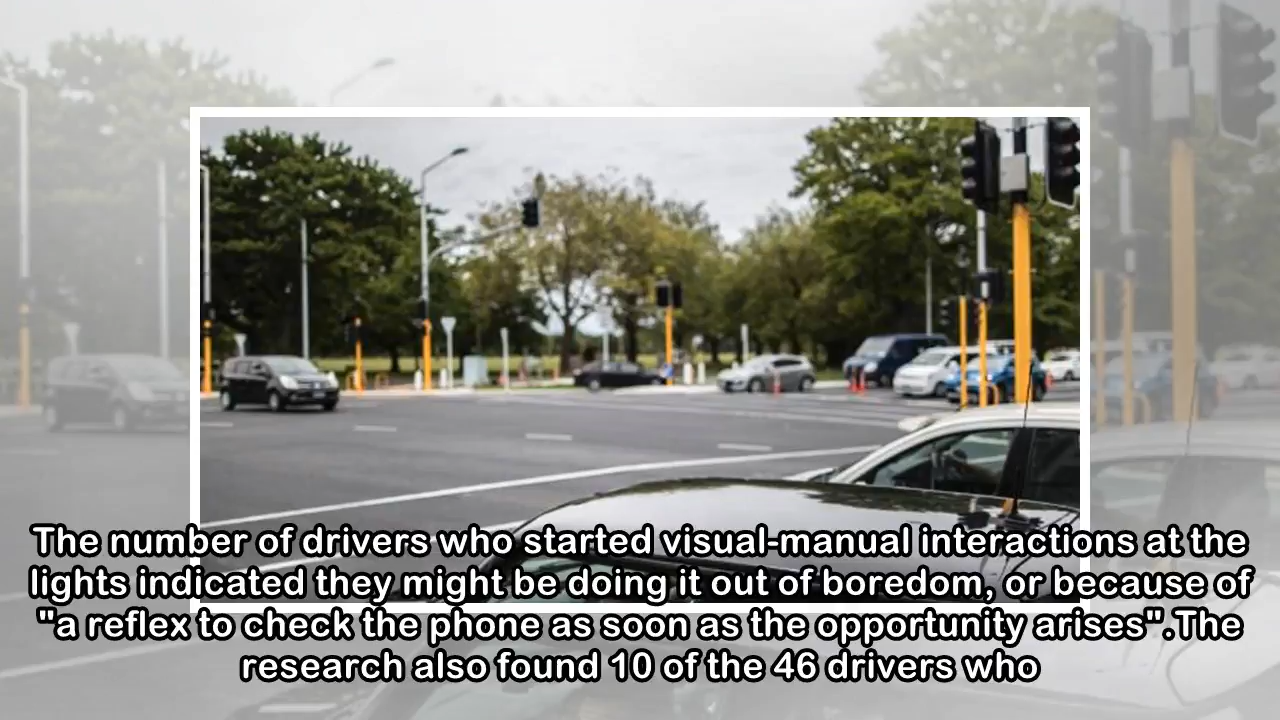 The number of drivers who started visual-manual interactions at the
lights indicated they might be doing it out of boredom, or because of
"a reflex to check the phone as soon as the opportunity arises".The
research also found 10 of the 46 drivers who